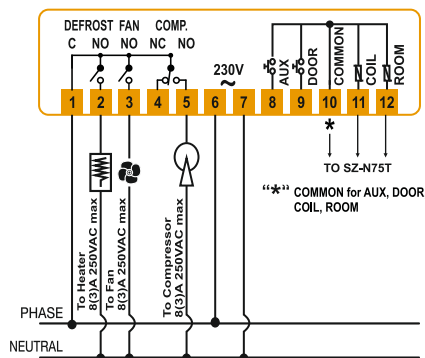 DEFROST FAN COMP.
C NO NO NC NO
230V
~
AUX
DOOR
COMMON
COIL
ROOM
1 2 3 4 5 6 7 8 9 10 11 12
*
TO SZ-N75T
"*" COMMON for AUX, DOOR
COIL, ROOM
To Heater
8(3)A 250VAC max
To Fan
8(3)A 250VAC max
To Compressor
8(3)A 250VAC max
PHASE
NEUTRAL